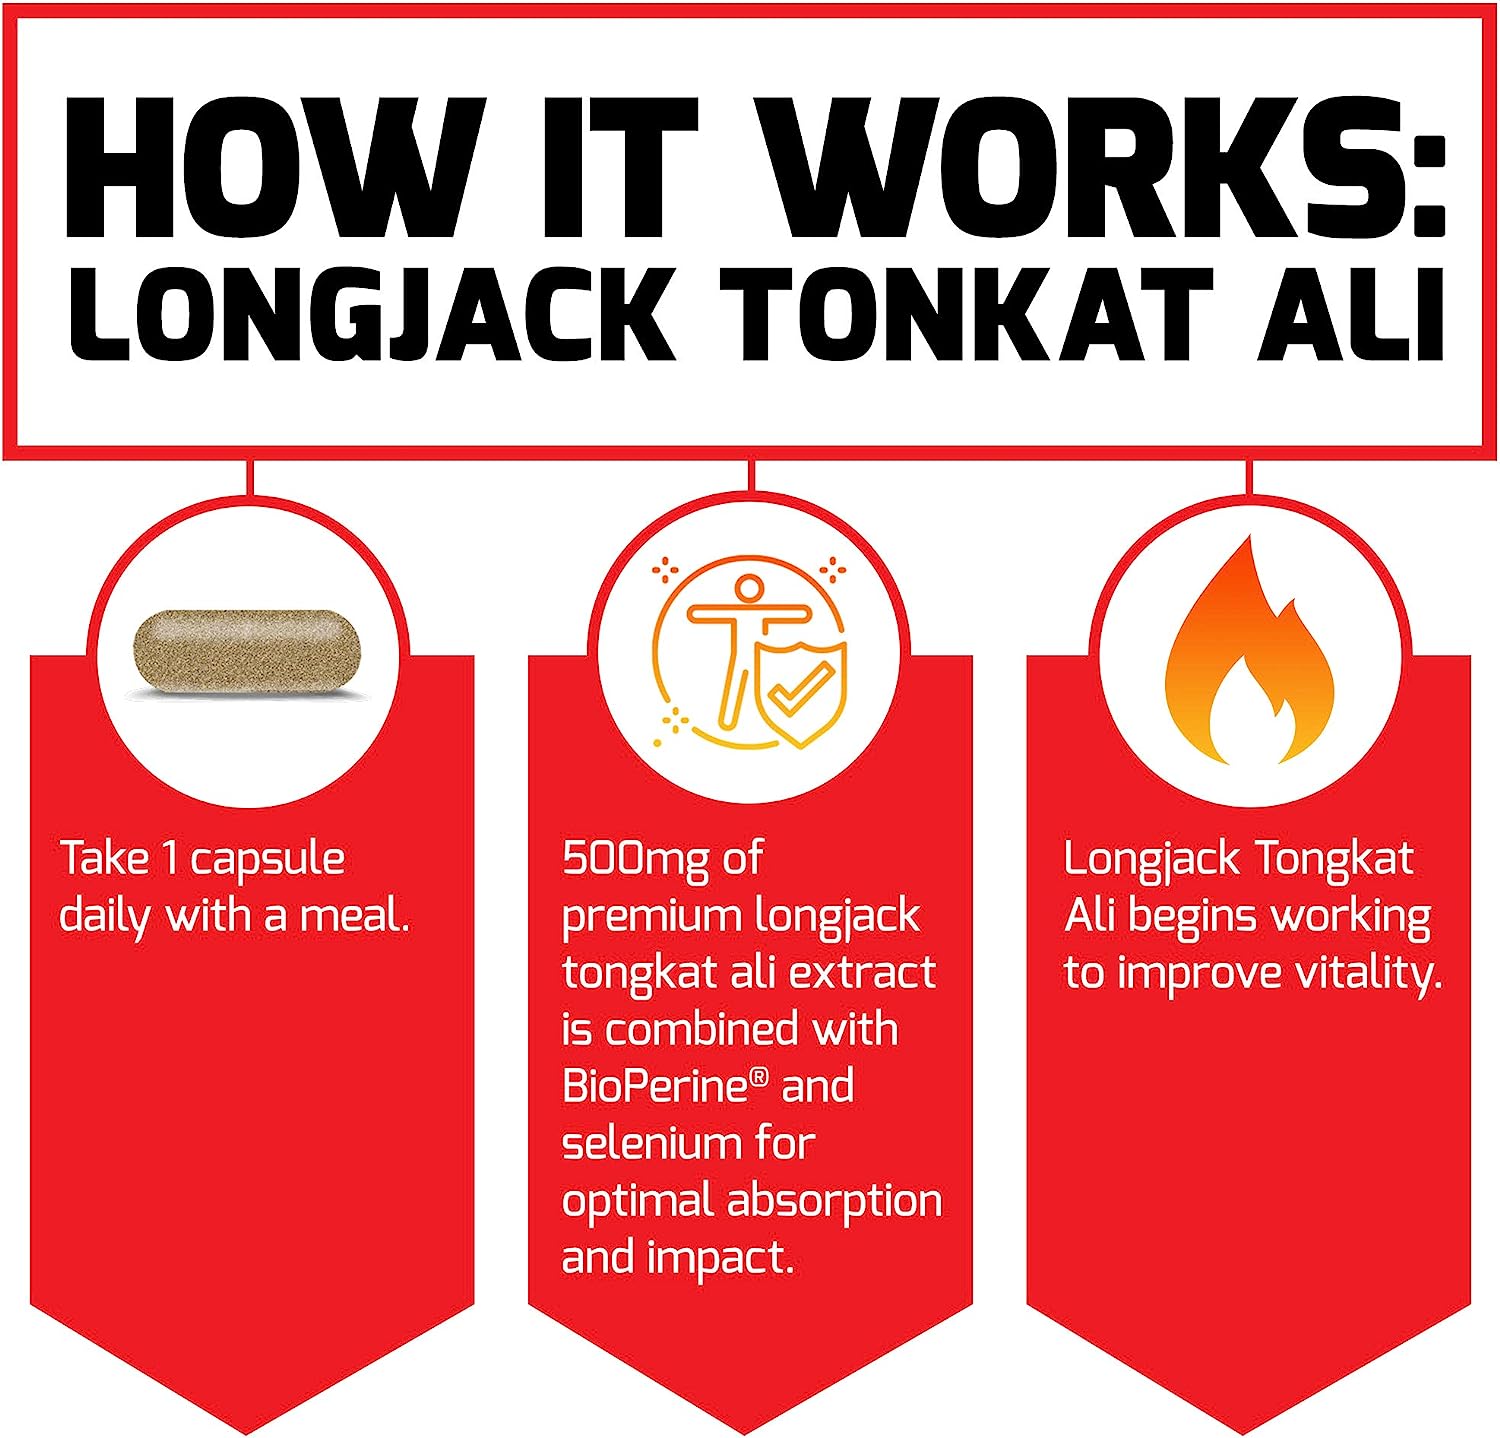 HOW IT WORKS:
LONGJACK TONKAT ALI
Take 1 capsule
daily with a meal.
500mg of
premium longjack
tongkat ali extract
is combined with
BioPerine® and
selenium for
optimal absorption
and impact.
Longjack Tongkat
Ali begins working
to improve vitality.